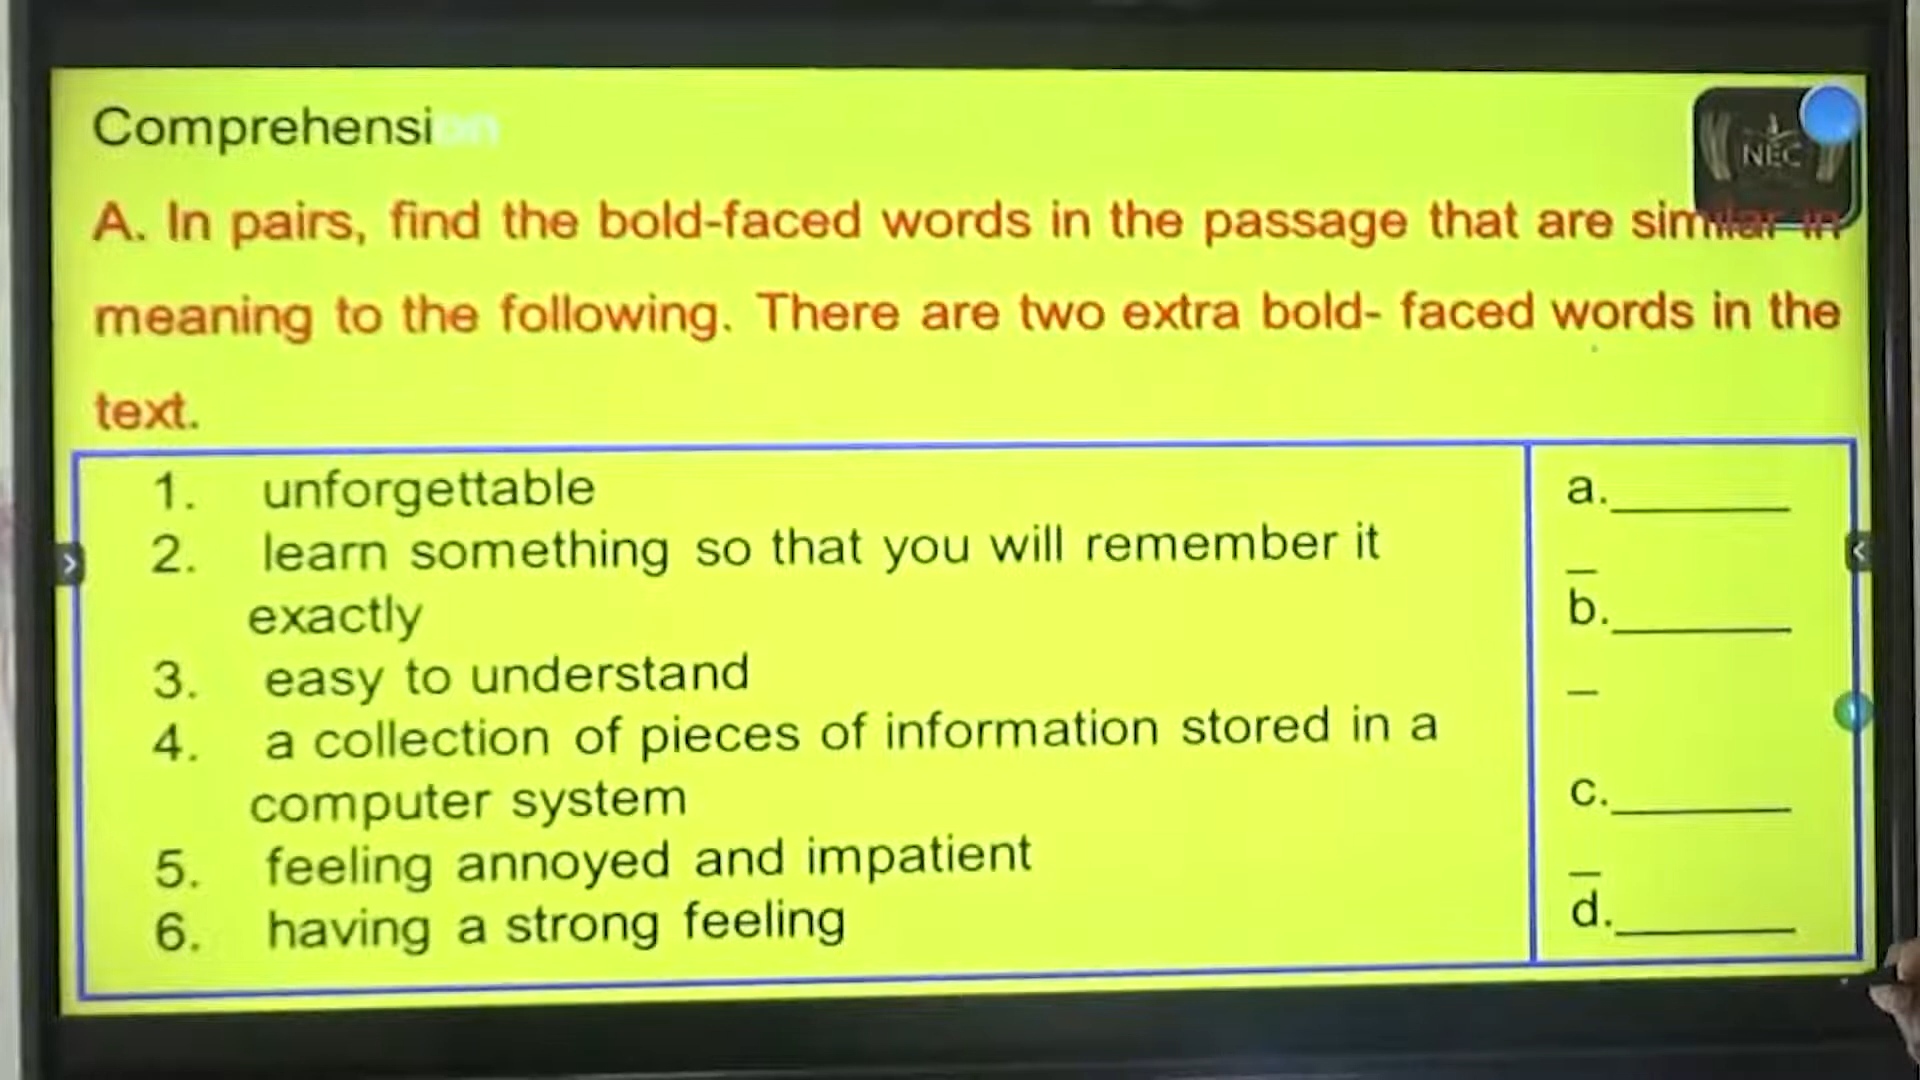 Comprehension
NEC
A. In pairs, find the bold-faced words in the passage that are similar in
meaning to the following. There are two extra bold- faced words in the
text.
1. unforgettable
2. learn something so that you will remember it
exactly
3. easy to understand
4. a collection of pieces of information stored in a
computer system
5. feeling annoyed and impatient
6. having a strong feeling
a.________
_
b.________
_
c.________
_
d.________